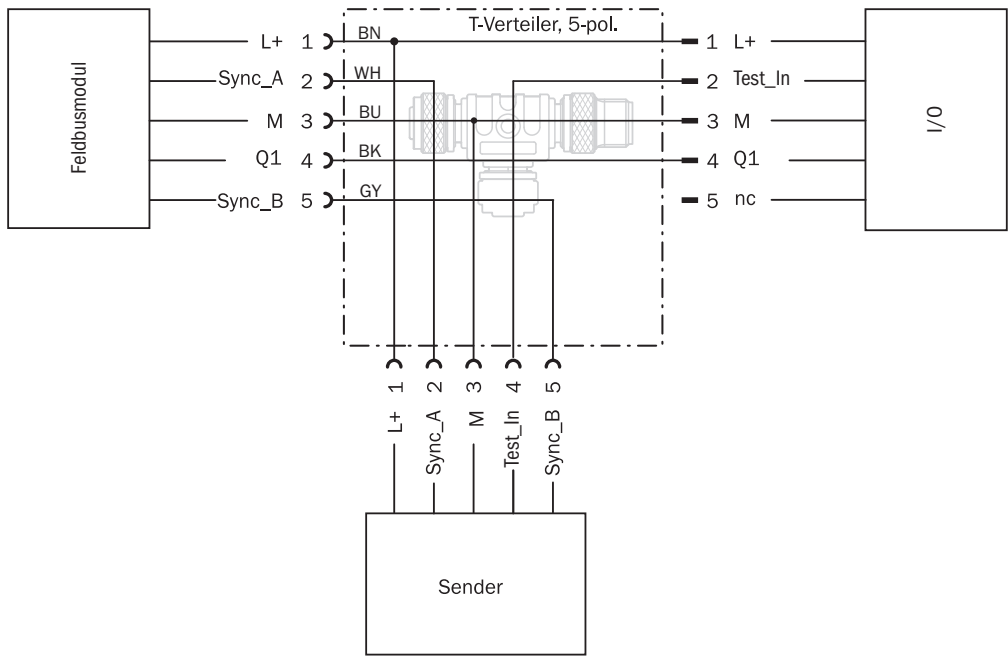 T-Verteiler, 5-pol.
Feldbusmodul
L+ 1 BN
Sync_A 2 WH
M 3 BU
Q1 4 BK
Sync_B 5 GY
1 L+
2 Test_In
3 M
4 Q1
5 nc
I/O
1 L+
2 Sync_A
3 M
4 Test_In
5 Sync_B
Sender